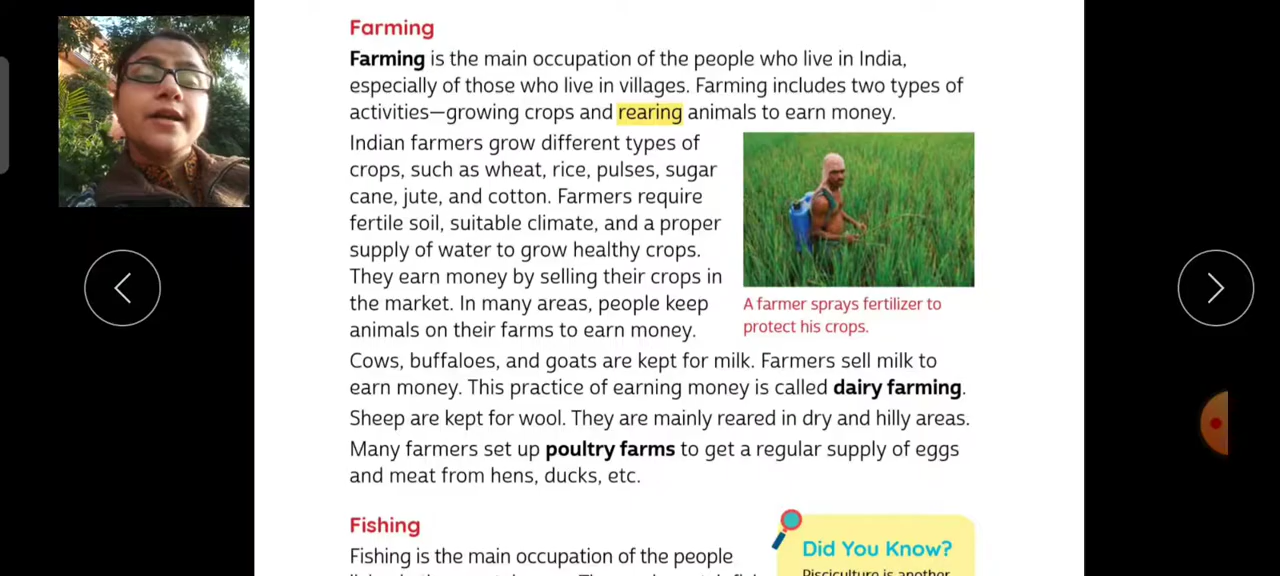 Farming
Farming is the main occupation of the people who live in India,
especially of those who live in villages. Farming includes two types of
activities—growing crops and rearing animals to earn money.
Indian farmers grow different types of
crops, such as wheat, rice, pulses, sugar
cane, jute, and cotton. Farmers require
fertile soil, suitable climate, and a proper
supply of water to grow healthy crops.
They earn money by selling their crops in
the market. In many areas, people keep
animals on their farms to earn money.
A farmer sprays fertilizer to
protect his crops.
Cows, buffaloes, and goats are kept for milk. Farmers sell milk to
earn money. This practice of earning money is called dairy farming.
Sheep are kept for wool. They are mainly reared in dry and hilly areas.
Many farmers set up poultry farms to get a regular supply of eggs
and meat from hens, ducks, etc.
Fishing
Fishing is the main occupation of the people
Did You Know?
Pisciculture is another